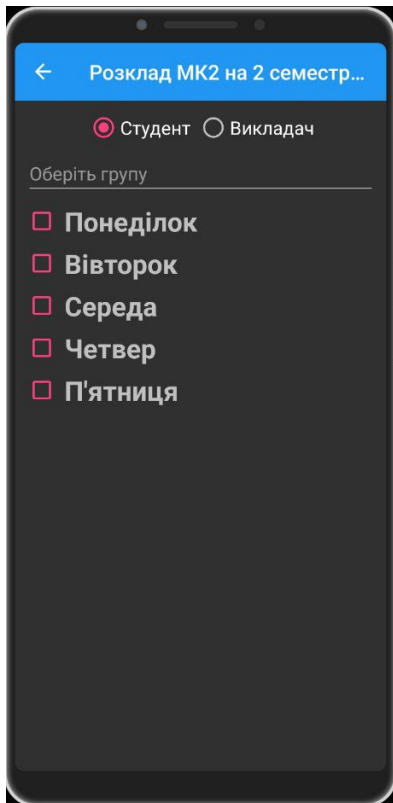 Розклад МК2 на 2 семестр...
Студент Викладач
Оберіть групу
Понеділок
Вівторок
Середа
Четвер
П'ятниця